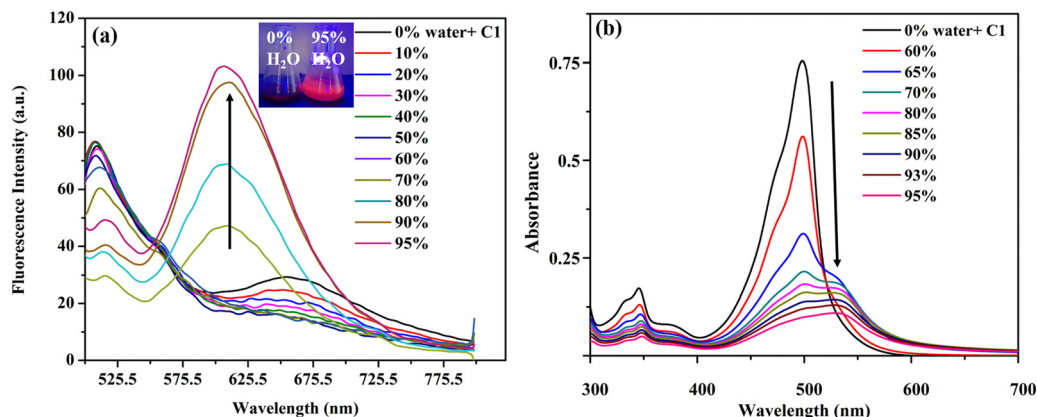 (a)
0% 95%
H₂O H₂O
0% water+ C1
10%
20%
30%
40%
50%
60%
70%
80%
90%
95%
120
100
80
60
40
20
0
Fluorescence Intensity (a.u.)
525.5 575.5 625.5 675.5 725.5 775.5
Wavelength (nm)
(b)
0% water+ C1
60%
65%
70%
80%
85%
90%
93%
95%
0.75
0.5
0.25
Absorbance
300 400 500 600 700
Wavelength (nm)